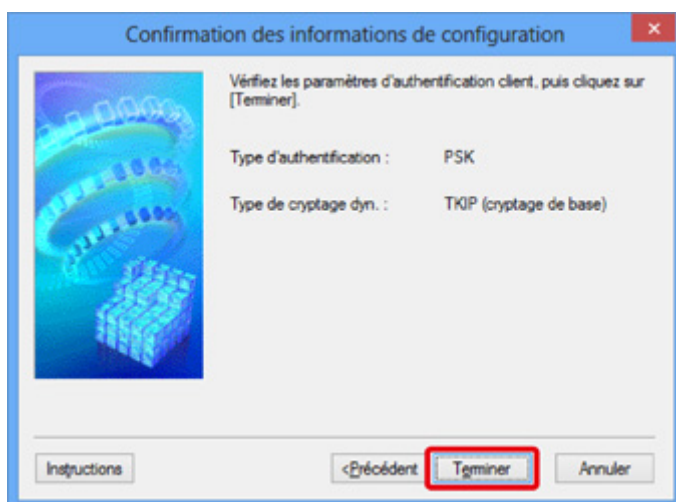 Confirmation des informations de configuration
Vérifiez les paramètres d'authentification client, puis cliquez sur
[Terminer].
Type d'authentification : PSK
Type de cryptage dyn. : TKIP (cryptage de base)
Instructions <Précédent Terminer Annuler